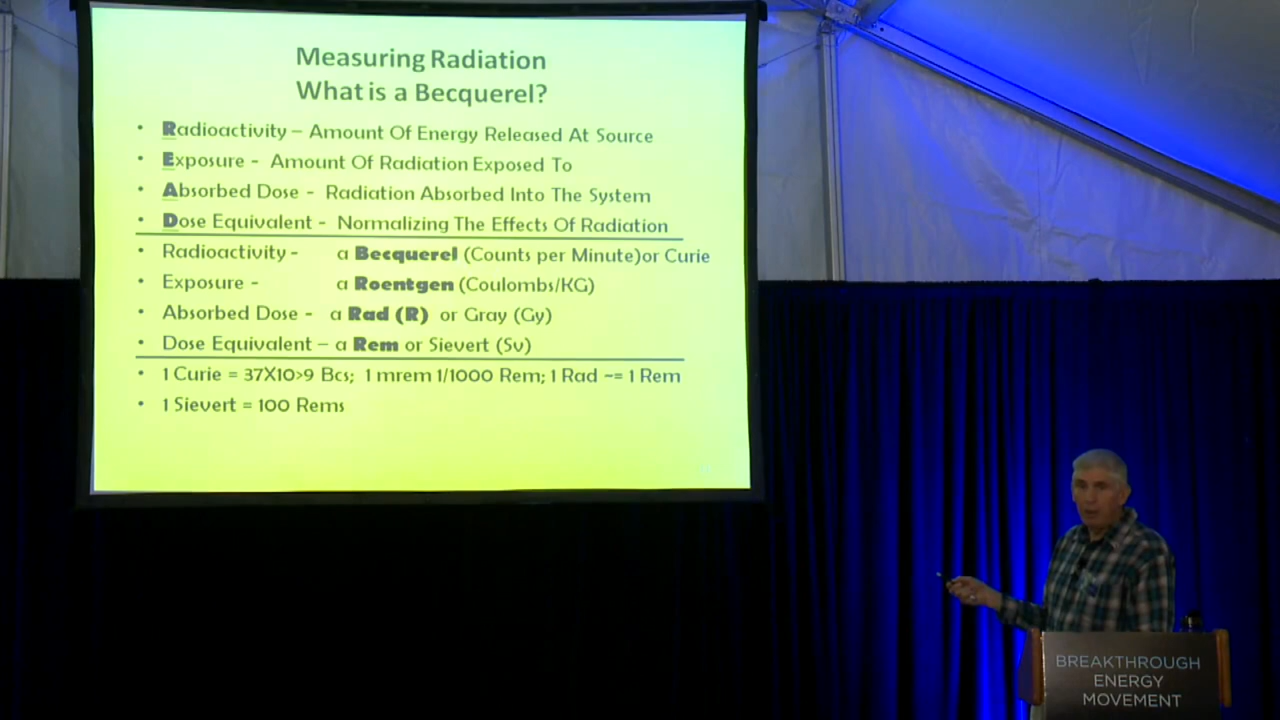 Measuring Radiation
What is a Becquerel?
• Radioactivity – Amount Of Energy Released At Source
• Exposure - Amount Of Radiation Exposed To
• Absorbed Dose - Radiation Absorbed Into The System
• Dose Equivalent - Normalizing The Effects Of Radiation
• Radioactivity - a Becquerel (Counts per Minute)or Curie
• Exposure - a Roentgen (Coulombs/KG)
• Absorbed Dose - a Rad (R) or Gray (Gy)
• Dose Equivalent – a Rem or Sievert (Sv)
• 1 Curie = 37X10>9 Bcs; 1 mrem 1/1000 Rem; 1 Rad ~= 1 Rem
• 1 Sievert = 100 Rems
BREAKTHROUGH
ENERGY
MOVEMENT